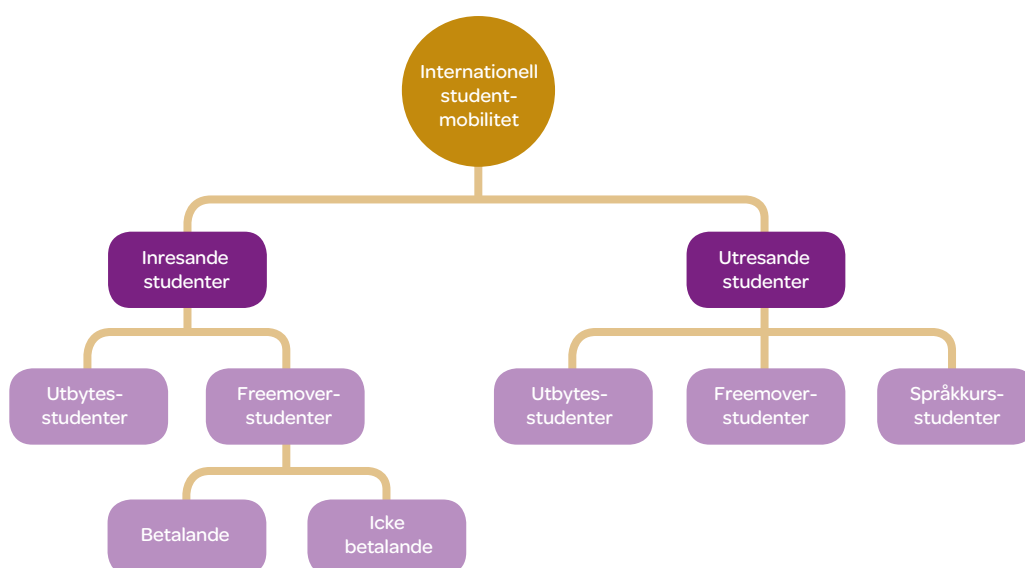 Internationell
student-
mobilitet
Inresande
studenter
Utresande
studenter
Utbytes-
studenter
Freemover-
studenter
Utbytes-
studenter
Freemover-
studenter
Språkkurs-
studenter
Betalande
Icke
betalande